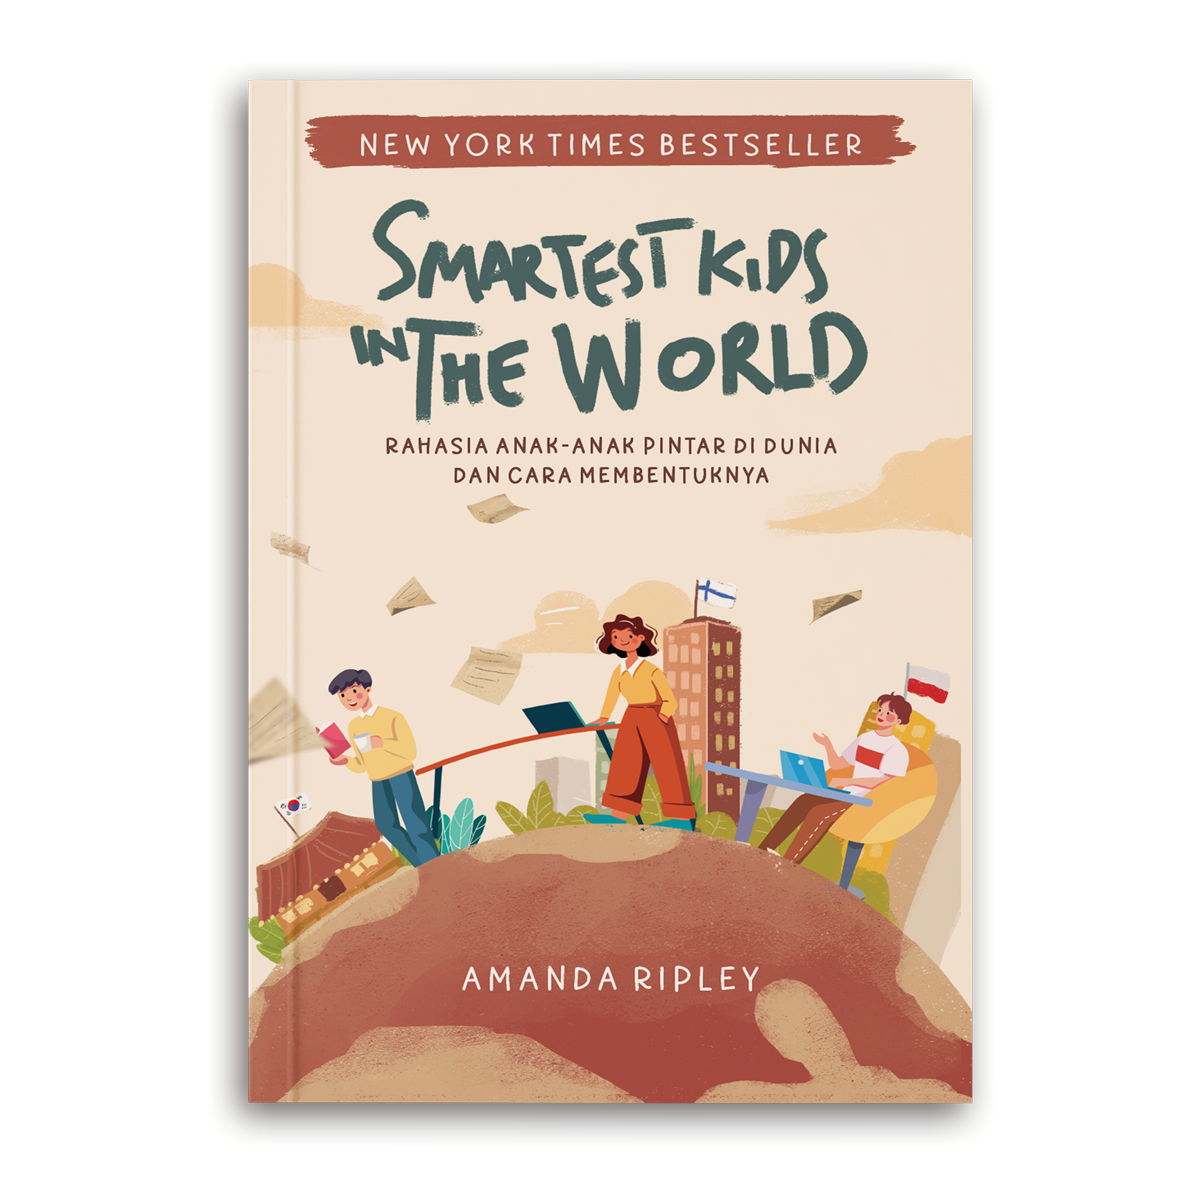 NEW YORK TIMES BESTSELLER
SMARTEST KIDS
IN THE WORLD
RAHASIA ANAK-ANAK PINTAR DI DUNIA
DAN CARA MEMBENTUKNYA
AMANDA RIPLEY